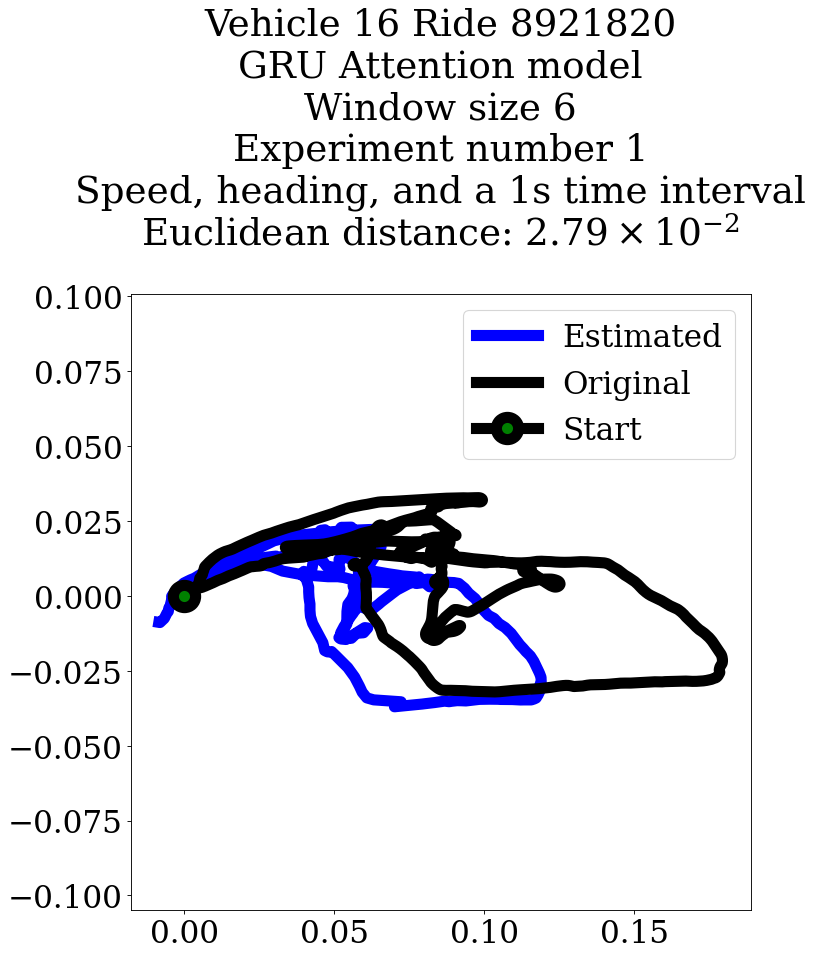 Vehicle 16 Ride 8921820
GRU Attention model
Window size 6
Experiment number 1
Speed, heading, and a 1s time interval
Euclidean distance: 2.79 × 10⁻²
Estimated
Original
Start
0.100
0.075
0.050
0.025
0.000
−0.025
−0.050
−0.075
−0.100
0.00 0.05 0.10 0.15